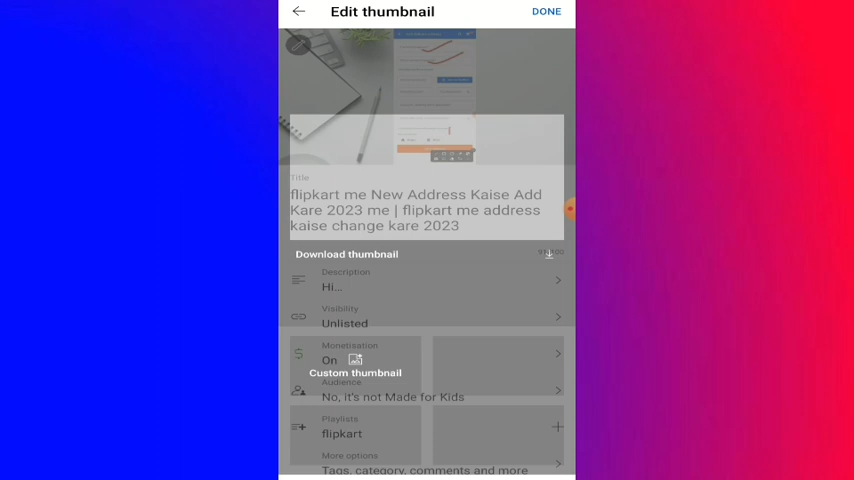 Edit thumbnail
DONE
Title
flipkart me New Address Kaise Add
Kare 2023 me | flipkart me address
kaise change kare 2023
Download thumbnail
Description
Hi...
Visibility
Unlisted
Monetisation
On
Custom thumbnail
Audience
No, it's not Made for Kids
Playlists
flipkart
More options
Tags, category, comments and more